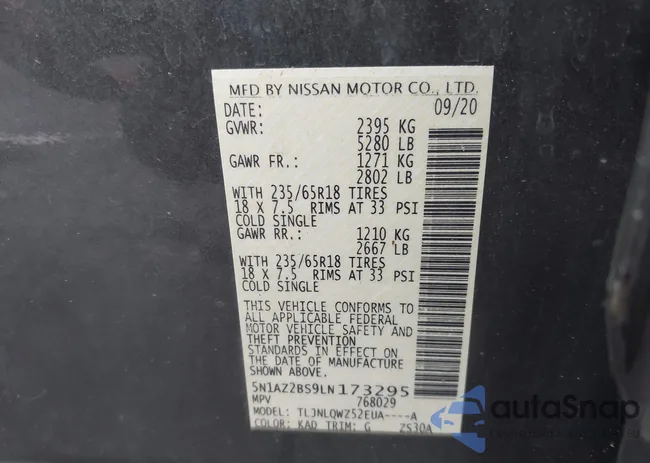 MFD BY NISSAN MOTOR CO., LTD.
DATE: 09/20
GVWR: 2395 KG
5280 LB
GAWR FR.: 1271 KG
2802 LB
WITH 235/65R18 TIRES
18 X 7.5 RIMS AT 33 PSI
COLD SINGLE
GAWR RR.: 1210 KG
2667 LB
WITH 235/65R18 TIRES
18 X 7.5 RIMS AT 33 PSI
COLD SINGLE
THIS VEHICLE CONFORMS TO
ALL APPLICABLE FEDERAL
MOTOR VEHICLE SAFETY AND
THEFT PREVENTION
STANDARDS IN EFFECT ON
THE DATE OF MANUFACTURE
SHOWN ABOVE.
5N1AZ2BS9LN173295
MPV 768029
MODEL: TLJNLQWZ52EUA----A
COLOR: KAD TRIM: G ZS30A
autaSnap